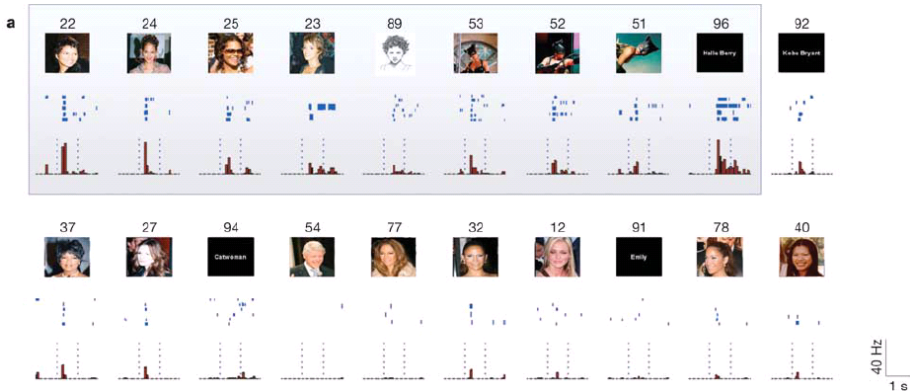 a
22 24 25 23 89 53 52 51 96 92
Halle Berry Kobe Bryant
37 27 94 54 77 32 12 91 78 40
Catwoman Emily
40 Hz
1 s